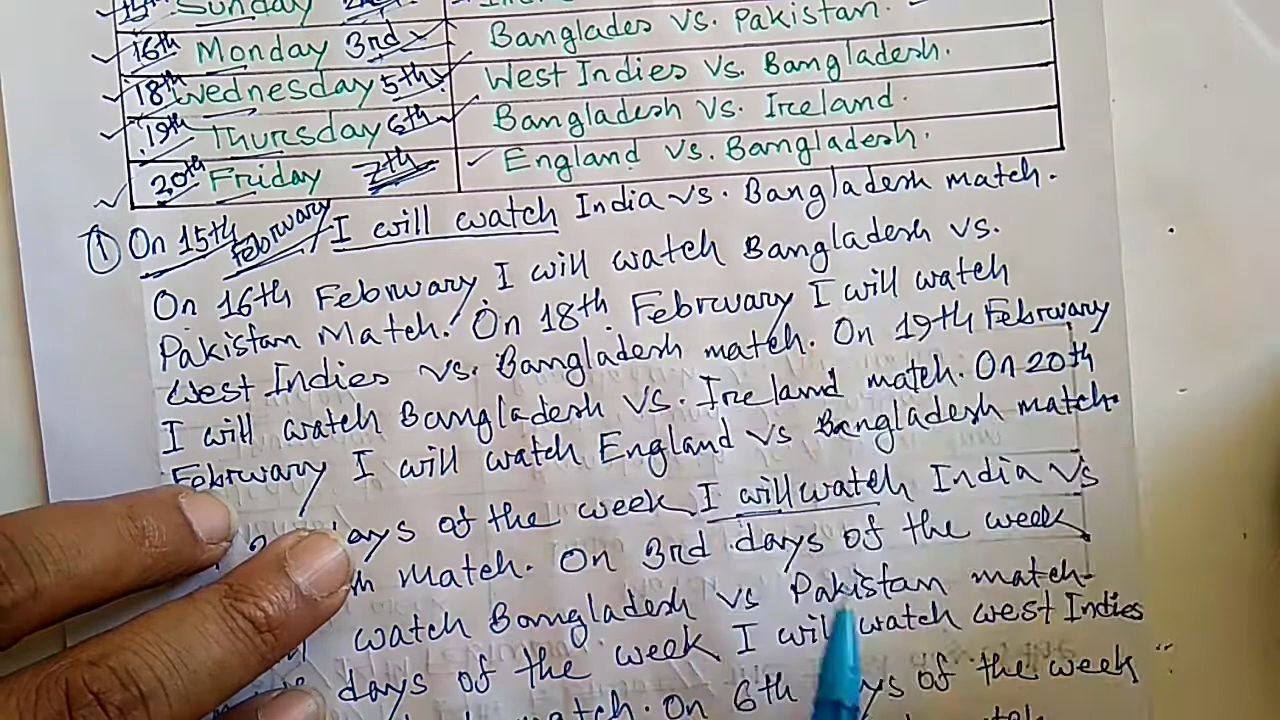 15th Sunday
16th Monday 3rd Banglades Vs. Pakistan.
18th Wednesday 5th West Indies Vs. Bangladesh.
19th Thursday 6th Bangladesh Vs. Ireland.
20th Friday 7th England Vs. Bangladesh.
① On 15th February I will watch India vs. Bangladesh match.
On 16th February I will watch Bangladesh vs.
Pakistan Match. On 18th February I will watch
West Indies vs. Bangladesh match. On 19th February
I will watch Bangladesh vs. Ireland match. On 20th
February I will watch England vs Bangladesh match.
days of the week I will watch India vs
Match. On 3rd days of the week
watch Bangladesh vs Pakistan match.
days of the week I will watch west Indies
match. On 6th days of the week